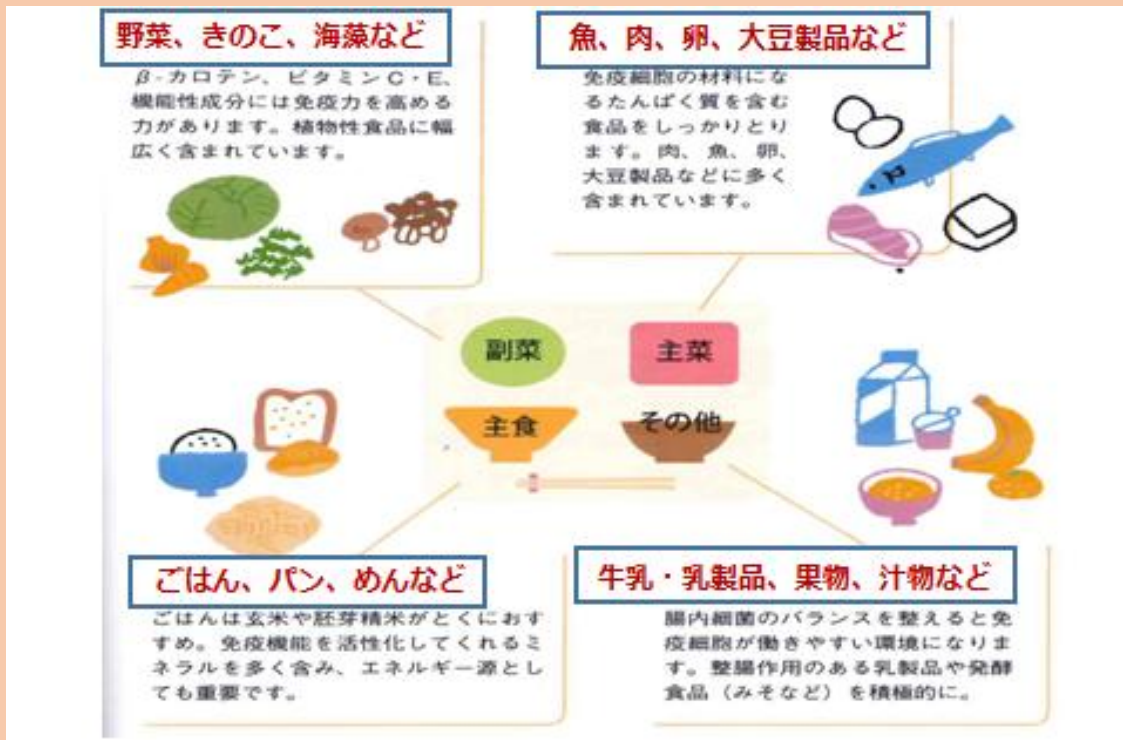 野菜、きのこ、海藻など
β-カロテン、ビタミンC・E、
機能性成分には免疫力を高める
力があります。植物性食品に幅
広く含まれています。
魚、肉、卵、大豆製品など
免疫細胞の材料にな
るたんぱく質を含む
食品をしっかりとり
ます。肉、魚、卵、
大豆製品などに多く
含まれています。
副菜
主菜
主食
その他
ごはん、パン、めんなど
ごはんは玄米や胚芽精米がとくにおす
すめ。免疫機能を活性化してくれるミ
ネラルを多く含み、エネルギー源とし
ても重要です。
牛乳・乳製品、果物、汁物など
腸内細菌のバランスを整えると免
疫細胞が働きやすい環境になりま
す。整腸作用のある乳製品や発酵
食品（みそなど）を積極的に。